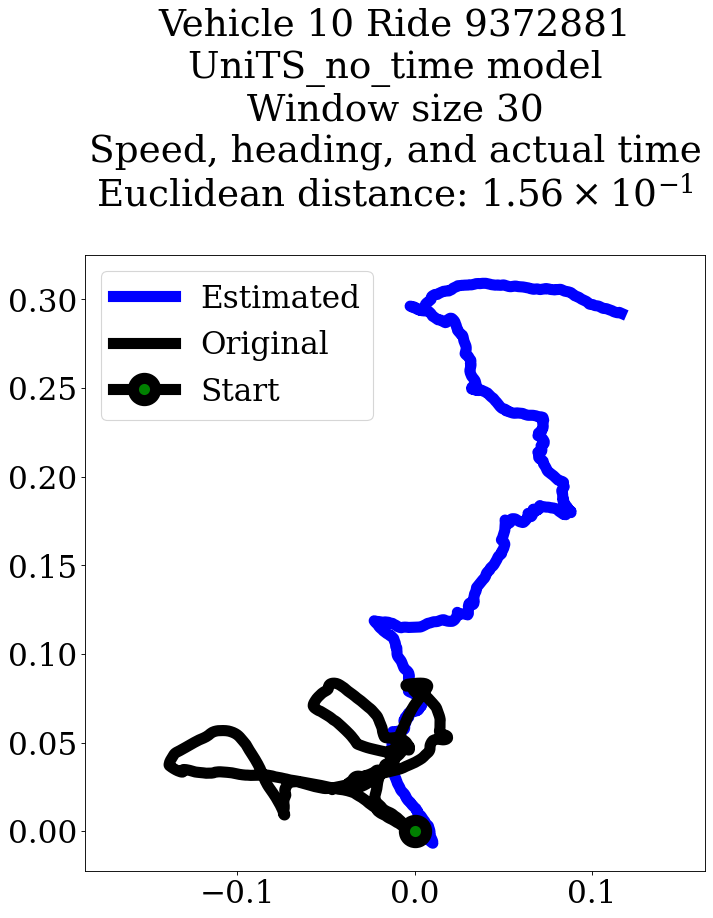 Vehicle 10 Ride 9372881
UniTS_no_time model
Window size 30
Speed, heading, and actual time
Euclidean distance: 1.56 × 10⁻¹
Estimated
Original
Start
0.30
0.25
0.20
0.15
0.10
0.05
0.00
−0.1
0.0
0.1